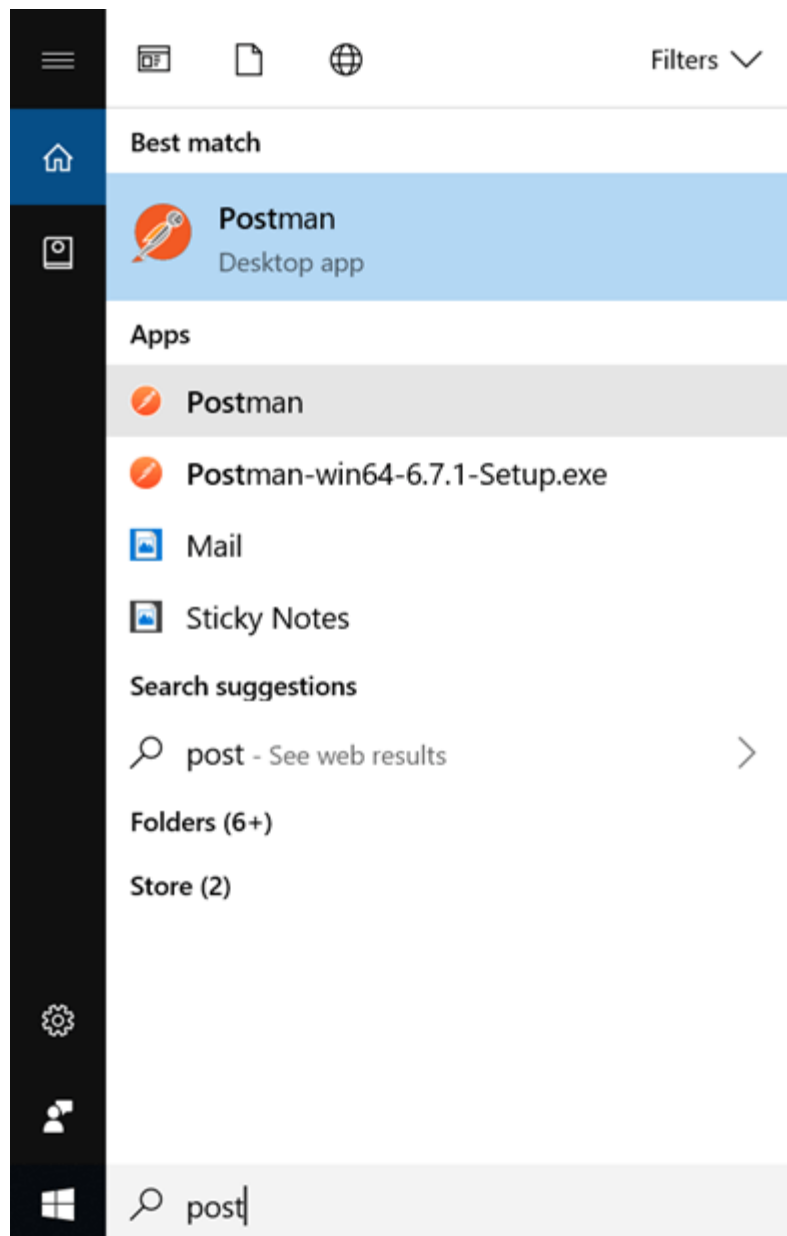 Filters
Best match
Postman
Desktop app
Apps
Postman
Postman-win64-6.7.1-Setup.exe
Mail
Sticky Notes
Search suggestions
post - See web results
Folders (6+)
Store (2)
post